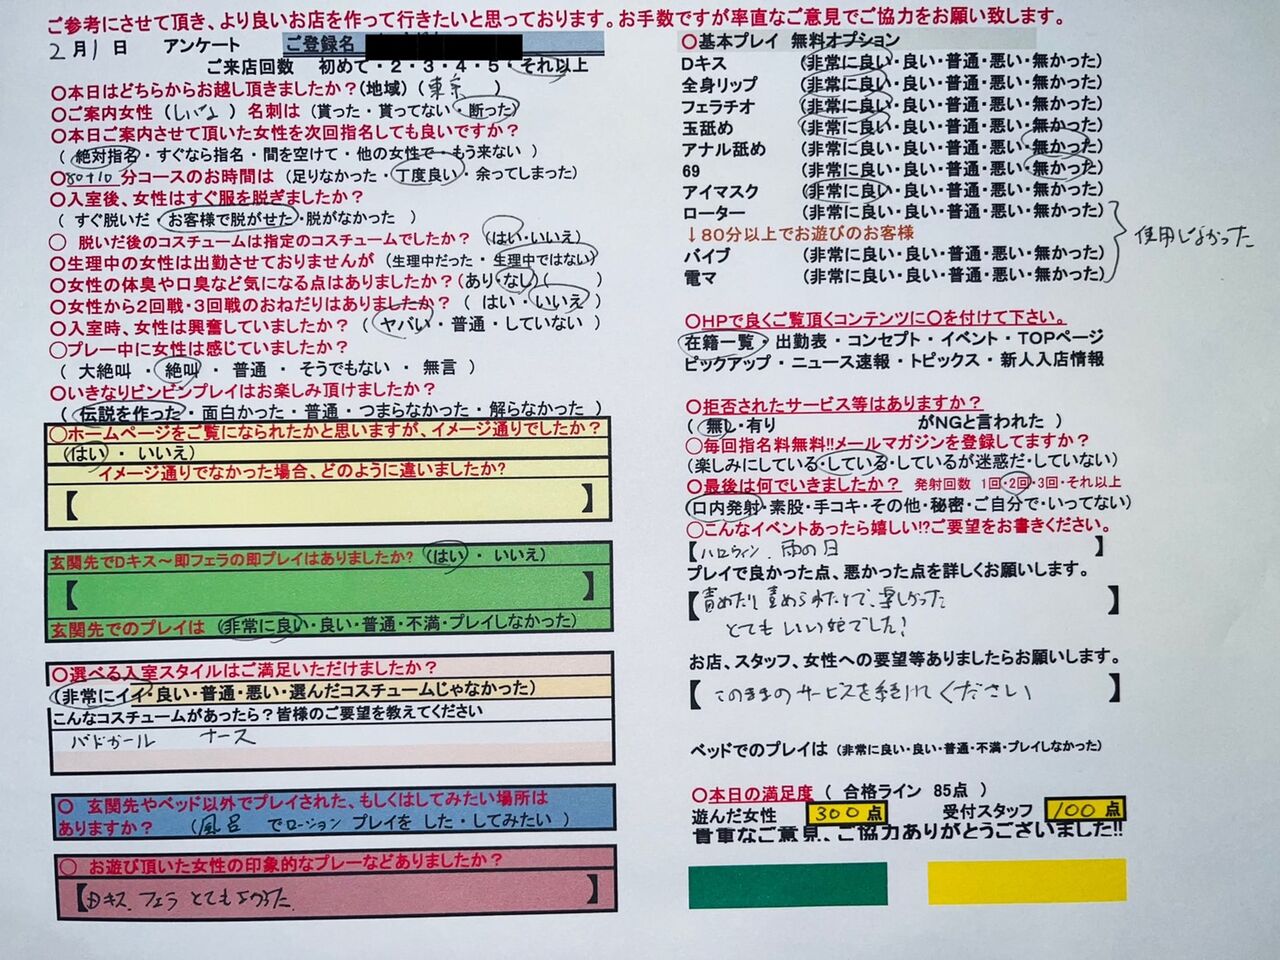 ご参考にさせて頂き、より良いお店を作って行きたいと思っております。お手数ですが率直なご意見でご協力をお願い致します。
2月1日 アンケート ご登録名
ご来店回数 初めて・2・3・4・5・それ以上
〇本日はどちらからお越し頂きましたか?(地域) (東京)
〇ご案内女性 ( ) 名刺は (貰った・貰ってない・断った)
〇本日ご案内させて頂いた女性を次回指名しても良いですか?
( 絶対指名・すぐなら指名・間を空けて・他の女性で・もう来ない )
〇80+10分コースのお時間は (足りなかった・丁度良い・余ってしまった)
〇入室後、女性はすぐ服を脱ぎましたか?
( すぐ脱いだ・お客様で脱がせた・脱がなかった )
〇 脱いだ後のコスチュームは指定のコスチュームでしたか? (はい・いいえ)
〇生理中の女性は出勤させておりませんが (生理中だった・生理中ではない)
〇女性の体臭や口臭など気になる点はありましたか?(あり・なし( )
〇女性から2回戦・3回戦のおねだりはありましたか? ( はい・いいえ )
〇入室時、女性は興奮していましたか? ( ヤバい・普通・していない )
〇プレー中に女性は感じていましたか?
( 大絶叫 ・ 絶叫 ・ 普通 ・ そうでもない ・ 無言 )
〇いきなりビンビンプレイはお楽しみ頂けましたか?
( 伝説を作った・面白かった・普通・つまらなかった・解らなかった )
〇ホームページをご覧になられたかと思いますが、イメージ通りでしたか?
(はい ・ いいえ)
イメージ通りでなかった場合、どのように違いましたか?
【 】
玄関先でDキス～即フェラの即プレイはありましたか? (はい ・ いいえ)
【 】
玄関先でのプレイは (非常に良い・良い・普通・不満・プレイしなかった)
〇選べる入室スタイルはご満足いただけましたか?
(非常にイイ・良い・普通・悪い・選んだコスチュームじゃなかった)
こんなコスチュームがあったら?皆様のご要望を教えてください
バドガール ナース
〇 玄関先やベッド以外でプレイされた、もしくはしてみたい場所は
ありますか? (風呂 でローション プレイを した・してみたい )
〇 お遊び頂いた女性の印象的なプレーなどありましたか?
【Dキス フェラ とてもよかった 】
〇基本プレイ 無料オプション
Dキス (非常に良い・良い・普通・悪い・無かった)
全身リップ (非常に良い・良い・普通・悪い・無かった)
フェラチオ (非常に良い・良い・普通・悪い・無かった)
玉舐め (非常に良い・良い・普通・悪い・無かった)
アナル舐め (非常に良い・良い・普通・悪い・無かった)
69 (非常に良い・良い・普通・悪い・無かった)
アイマスク (非常に良い・良い・普通・悪い・無かった)
ローター (非常に良い・良い・普通・悪い・無かった)
↓80分以上でお遊びのお客様 使用しなかった
バイブ (非常に良い・良い・普通・悪い・無かった)
電マ (非常に良い・良い・普通・悪い・無かった)
〇HPで良くご覧頂くコンテンツに〇を付けて下さい。
在籍一覧・出勤表・コンセプト・イベント・TOPページ
ピックアップ・ニュース速報・トピックス・新人入店情報
〇拒否されたサービス等はありますか?
( 無し・有り がNGと言われた )
〇毎回指名料無料!!メールマガジンを登録してますか?
(楽しみにしている・している・しているが迷惑だ・していない)
〇最後は何でいきましたか? 発射回数 1回・2回・3回・それ以上
(口内発射・素股・手コキ・その他・秘密・ご自分で・いってない)
〇こんなイベントあったら嬉しい!?ご要望をお書きください。
【ハロウィン、雨の日 】
プレイで良かった点、悪かった点を詳しくお願いします。
【責めたり責められたりで、楽しかった 】
とてもいい娘でした!
お店、スタッフ、女性への要望等ありましたらお願いします。
【 このままのサービスを続けてください 】
ベッドでのプレイは (非常に良い・良い・普通・不満・プレイしなかった)
〇本日の満足度 ( 合格ライン 85点 )
遊んだ女性 300点 受付スタッフ 100点
貴重なご意見、ご協力ありがとうございました!!